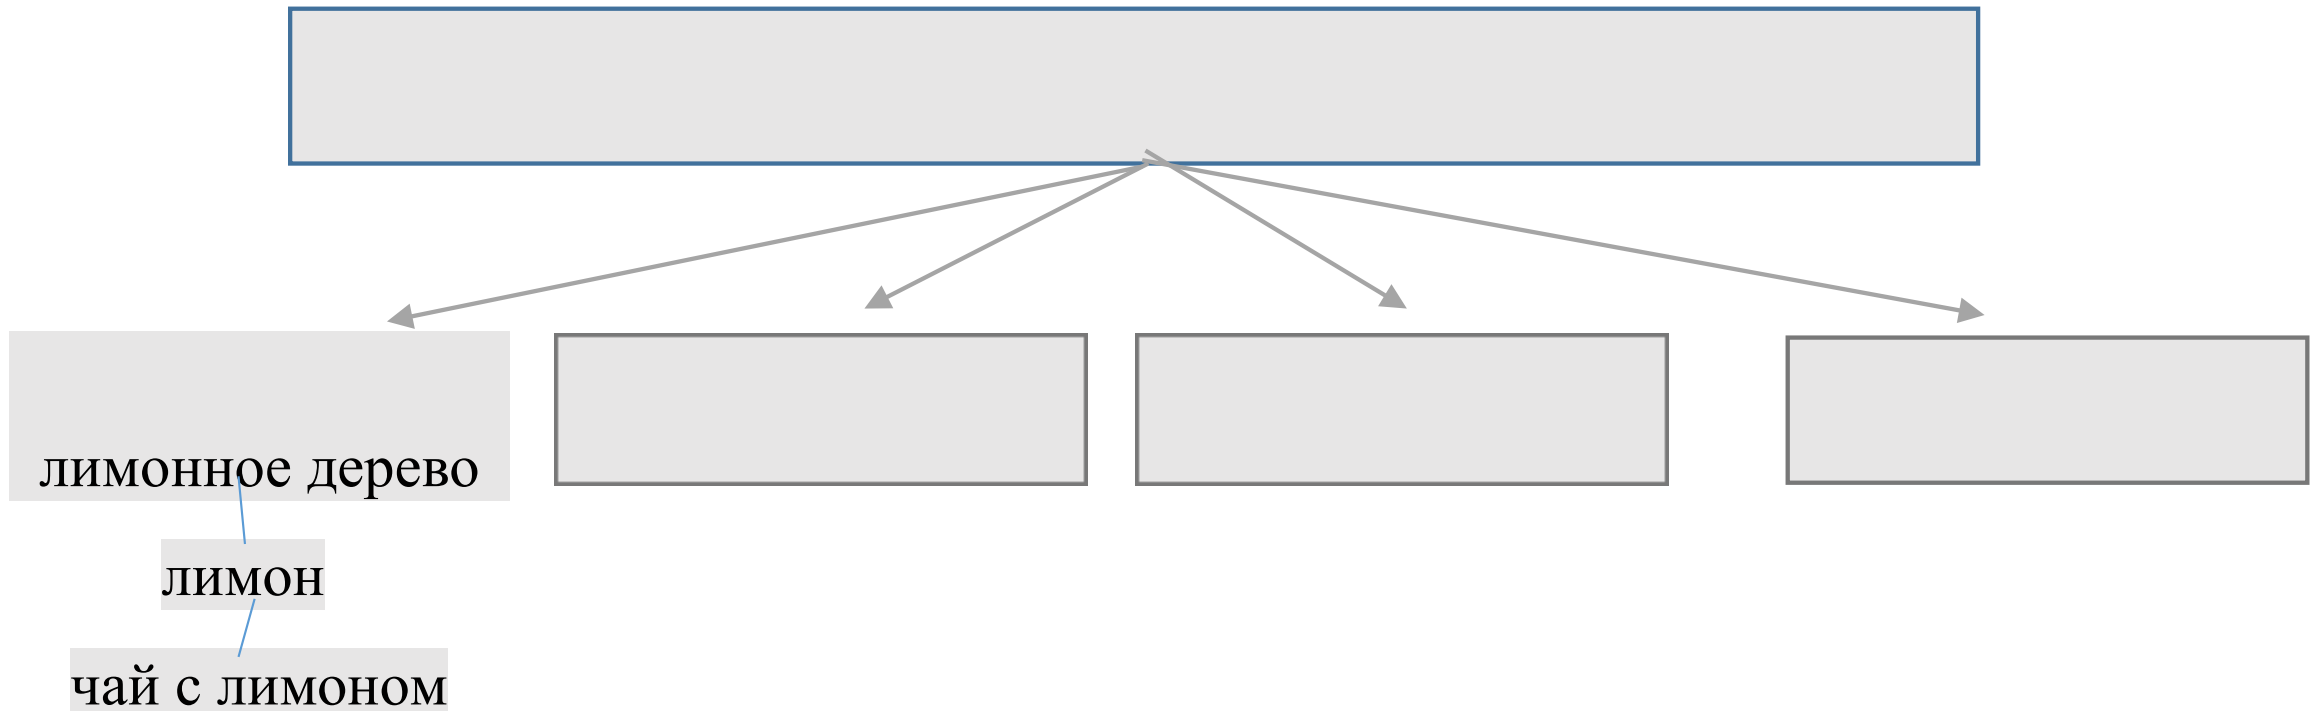 лимонное дерево
лимон
чай с лимоном